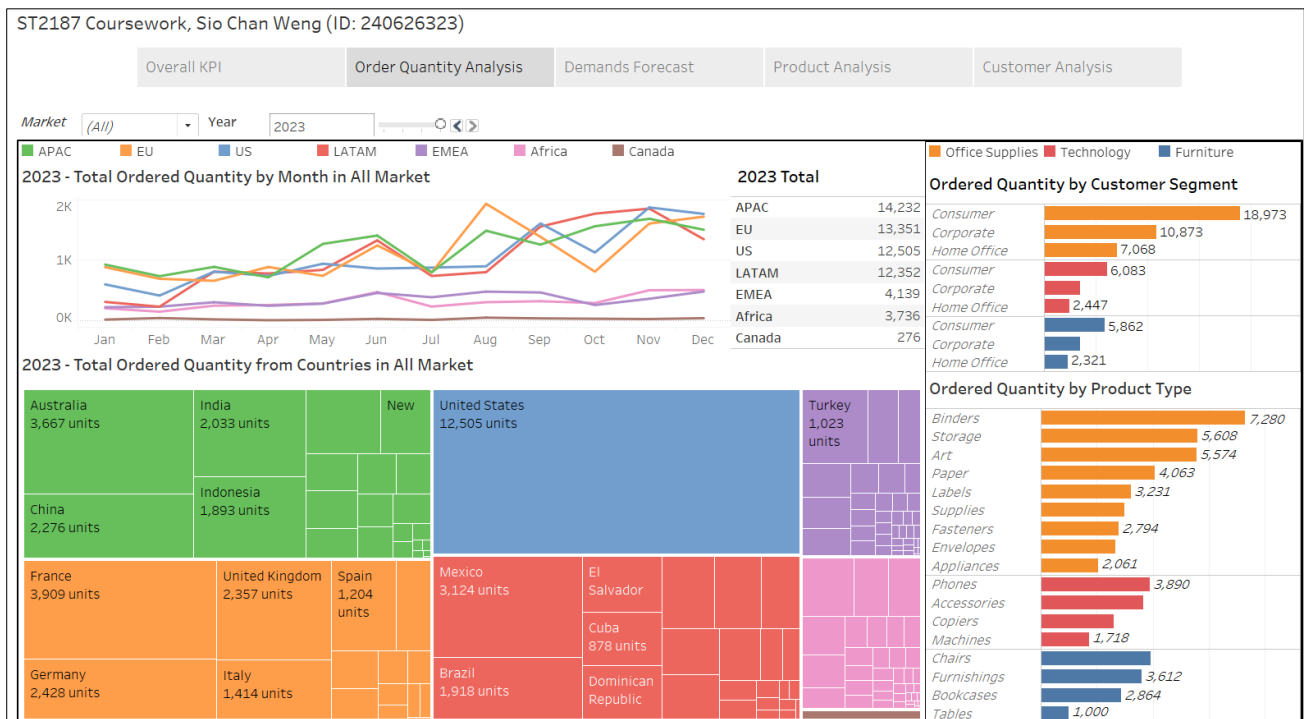 ST2187 Coursework, Sio Chan Weng (ID: 240626323)
Overall KPI
Order Quantity Analysis
Demands Forecast
Product Analysis
Customer Analysis
Market
(All)
Year
2023
APAC
EU
US
LATAM
EMEA
Africa
Canada
2023 - Total Ordered Quantity by Month in All Market
2K
1K
0K
Jan
Feb
Mar
Apr
May
Jun
Jul
Aug
Sep
Oct
Nov
Dec
2023 Total
APAC 14,232
EU 13,351
US 12,505
LATAM 12,352
EMEA 4,139
Africa 3,736
Canada 276
2023 - Total Ordered Quantity from Countries in All Market
Australia
3,667 units
India
2,033 units
New
China
2,276 units
Indonesia
1,893 units
United States
12,505 units
Turkey
1,023
units
France
3,909 units
United Kingdom
2,357 units
Spain
1,204
units
Germany
2,428 units
Italy
1,414 units
Mexico
3,124 units
El
Salvador
Cuba
878 units
Brazil
1,918 units
Dominican
Republic
Office Supplies
Technology
Furniture
Ordered Quantity by Customer Segment
Consumer 18,973
Corporate 10,873
Home Office 7,068
Consumer 6,083
Corporate
Home Office 2,447
Consumer 5,862
Corporate
Home Office 2,321
Ordered Quantity by Product Type
Binders 7,280
Storage 5,608
Art 5,574
Paper 4,063
Labels 3,231
Supplies
Fasteners 2,794
Envelopes
Appliances 2,061
Phones 3,890
Accessories
Copiers
Machines 1,718
Chairs
Furnishings 3,612
Bookcases 2,864
Tables 1,000